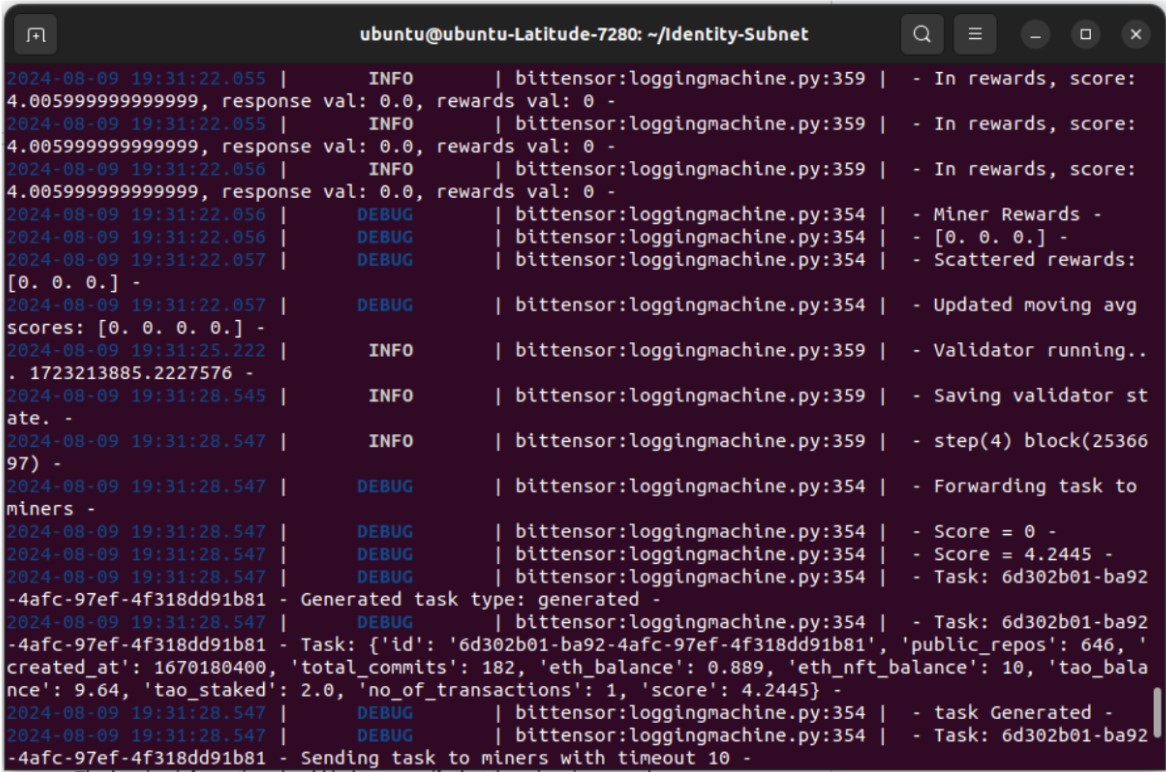 ubuntu@ubuntu-Latitude-7280: ~/Identity-Subnet
2024-08-09 19:31:22.055 | INFO | bittensor:loggingmachine.py:359 | - In rewards, score:
4.005999999999999, response val: 0.0, rewards val: 0 -
2024-08-09 19:31:22.055 | INFO | bittensor:loggingmachine.py:359 | - In rewards, score:
4.005999999999999, response val: 0.0, rewards val: 0 -
2024-08-09 19:31:22.056 | INFO | bittensor:loggingmachine.py:359 | - In rewards, score:
4.005999999999999, response val: 0.0, rewards val: 0 -
2024-08-09 19:31:22.056 | DEBUG | bittensor:loggingmachine.py:354 | - Miner Rewards -
2024-08-09 19:31:22.056 | DEBUG | bittensor:loggingmachine.py:354 | - [0. 0. 0.] -
2024-08-09 19:31:22.057 | DEBUG | bittensor:loggingmachine.py:354 | - Scattered rewards:
[0. 0. 0.] -
2024-08-09 19:31:22.057 | DEBUG | bittensor:loggingmachine.py:354 | - Updated moving avg
scores: [0. 0. 0. 0.] -
2024-08-09 19:31:25.222 | INFO | bittensor:loggingmachine.py:359 | - Validator running..
. 1723213885.2227576 -
2024-08-09 19:31:28.545 | INFO | bittensor:loggingmachine.py:359 | - Saving validator st
ate. -
2024-08-09 19:31:28.547 | INFO | bittensor:loggingmachine.py:359 | - step(4) block(25366
97) -
2024-08-09 19:31:28.547 | DEBUG | bittensor:loggingmachine.py:354 | - Forwarding task to
miners -
2024-08-09 19:31:28.547 | DEBUG | bittensor:loggingmachine.py:354 | - Score = 0 -
2024-08-09 19:31:28.547 | DEBUG | bittensor:loggingmachine.py:354 | - Score = 4.2445 -
2024-08-09 19:31:28.547 | DEBUG | bittensor:loggingmachine.py:354 | - Task: 6d302b01-ba92
-4afc-97ef-4f318dd91b81 - Generated task type: generated -
2024-08-09 19:31:28.547 | DEBUG | bittensor:loggingmachine.py:354 | - Task: 6d302b01-ba92
-4afc-97ef-4f318dd91b81 - Task: {'id': '6d302b01-ba92-4afc-97ef-4f318dd91b81', 'public_repos': 646, '
created_at': 1670180400, 'total_commits': 182, 'eth_balance': 0.889, 'eth_nft_balance': 10, 'tao_bala
nce': 9.64, 'tao_staked': 2.0, 'no_of_transactions': 1, 'score': 4.2445} -
2024-08-09 19:31:28.547 | DEBUG | bittensor:loggingmachine.py:354 | - task Generated -
2024-08-09 19:31:28.547 | DEBUG | bittensor:loggingmachine.py:354 | - Task: 6d302b01-ba92
-4afc-97ef-4f318dd91b81 - Sending task to miners with timeout 10 -